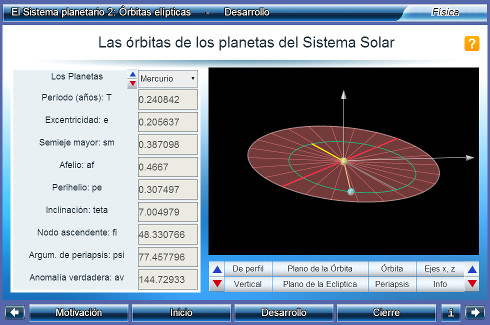 El Sistema planetario 2: Órbitas elípticas - Desarrollo
Física
Las órbitas de los planetas del Sistema Solar
?
Los Planetas Mercurio
Período (años): T 0.240842
Excentricidad: e 0.205637
Semieje mayor: sm 0.387098
Afelio: af 0.4667
Perihelio: pe 0.307497
Inclinación: teta 7.004979
Nodo ascendente: fi 48.330766
Argum. de periapsis: psi 77.457796
Anomalía verdadera: av 144.72933
De perfil Plano de la Órbita Órbita Ejes x, z
Vertical Plano de la Ecliptica Periapsis Info
Motivación Inicio Desarrollo Cierre i